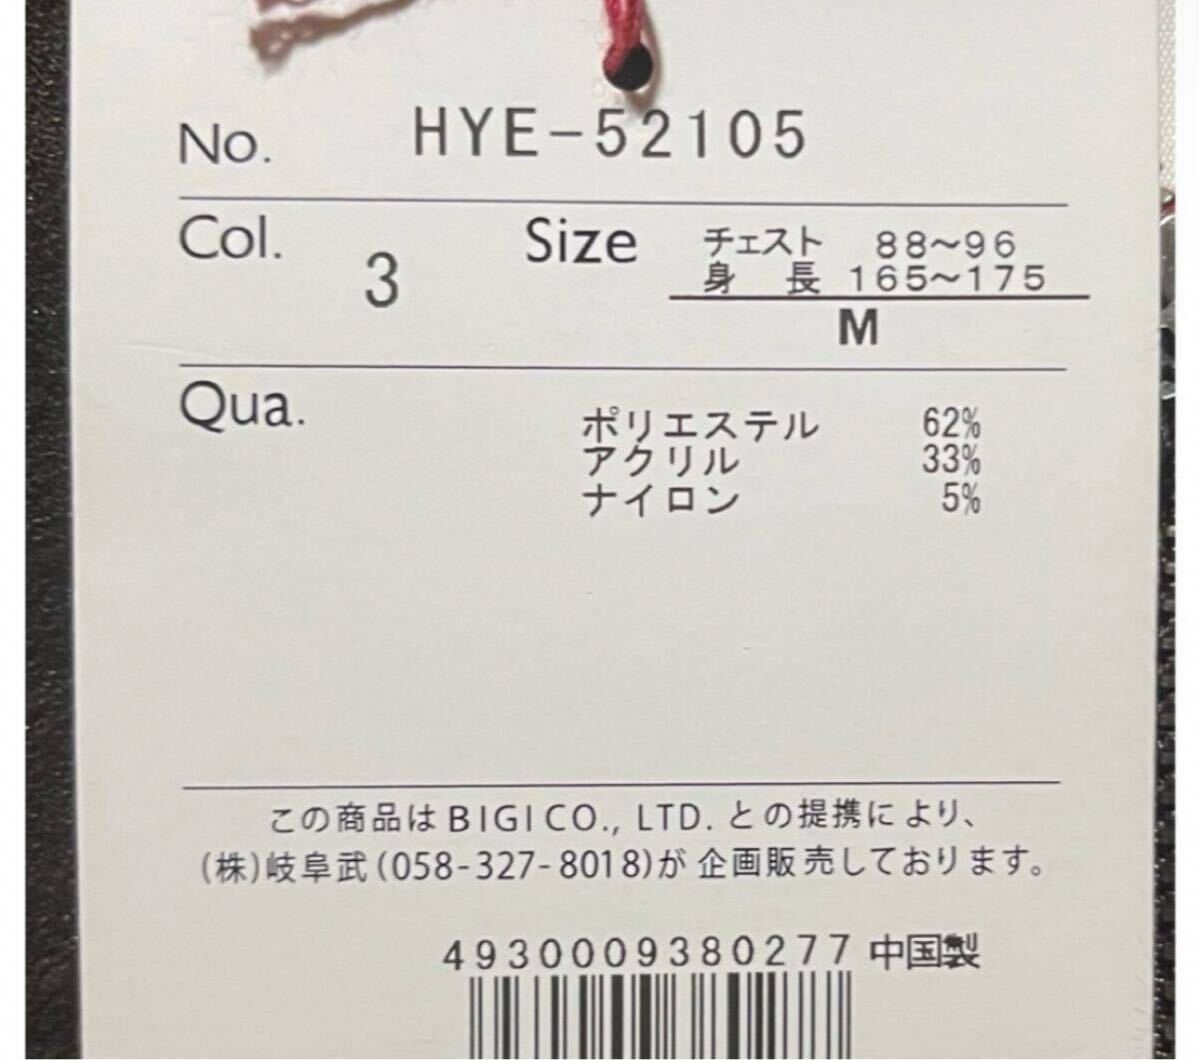 No. HYE-52105
Col. 3 Size チェスト 88~96
身長 165~175
M
Qua. ポリエステル 62%
アクリル 33%
ナイロン 5%
この商品はBIGI CO., LTD. との提携により、
(株)岐阜武(058-327-8018)が企画販売しております。
4930009380277 中国製